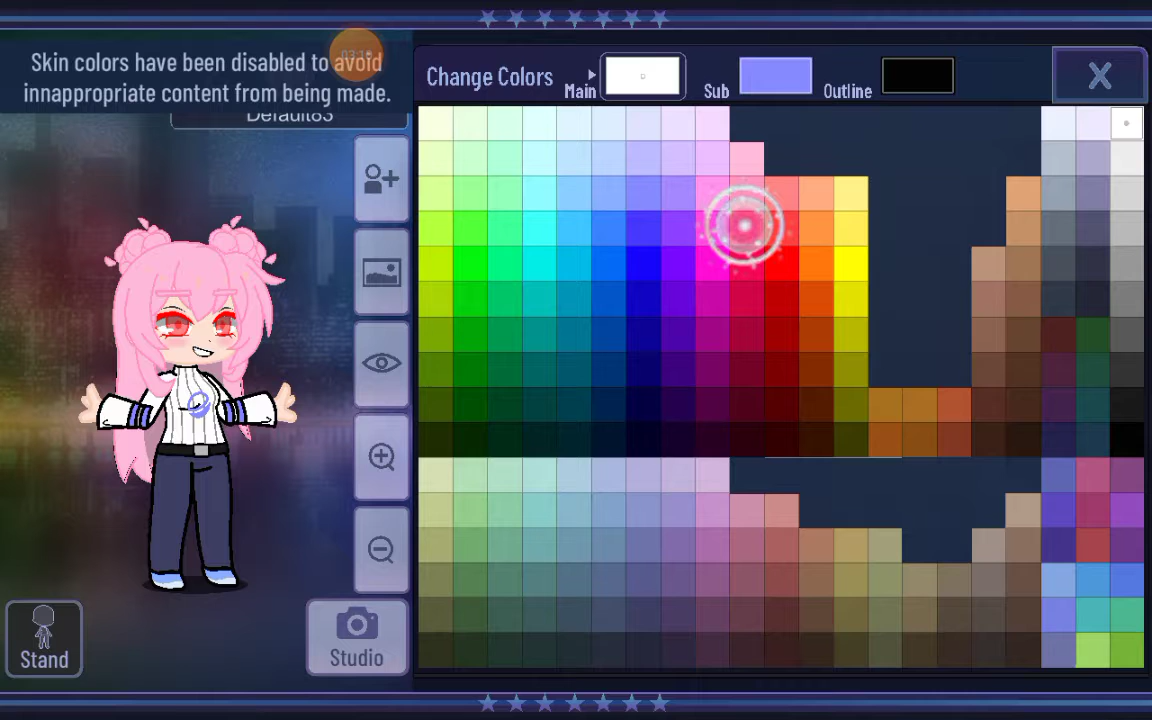 Skin colors have been disabled to avoid
innappropriate content from being made.
Default83
Change Colors
Main
Sub
Outline
X
Stand
Studio